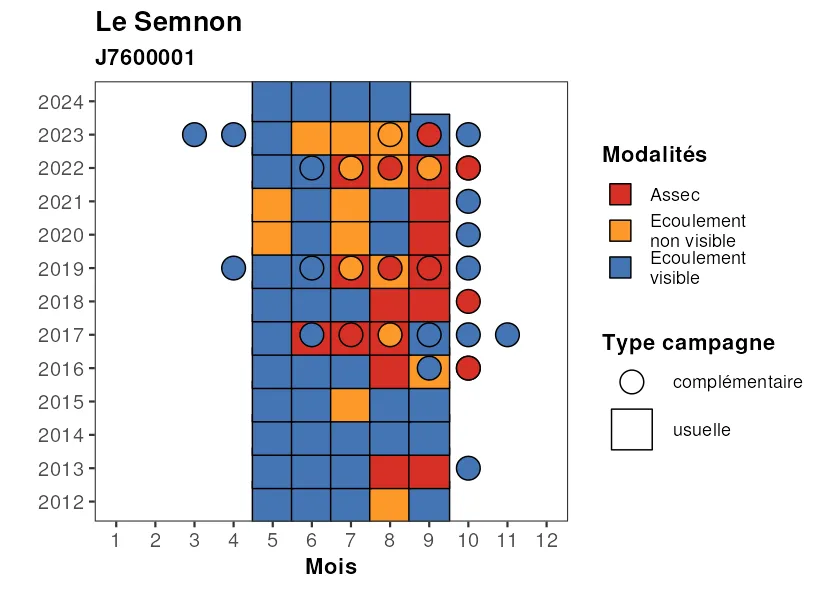 Le Semnon
J7600001
2024
2023
2022
2021
2020
2019
2018
2017
2016
2015
2014
2013
2012
1 2 3 4 5 6 7 8 9 10 11 12
Mois
Modalités
Assec
Ecoulement
non visible
Ecoulement
visible
Type campagne
complémentaire
usuelle